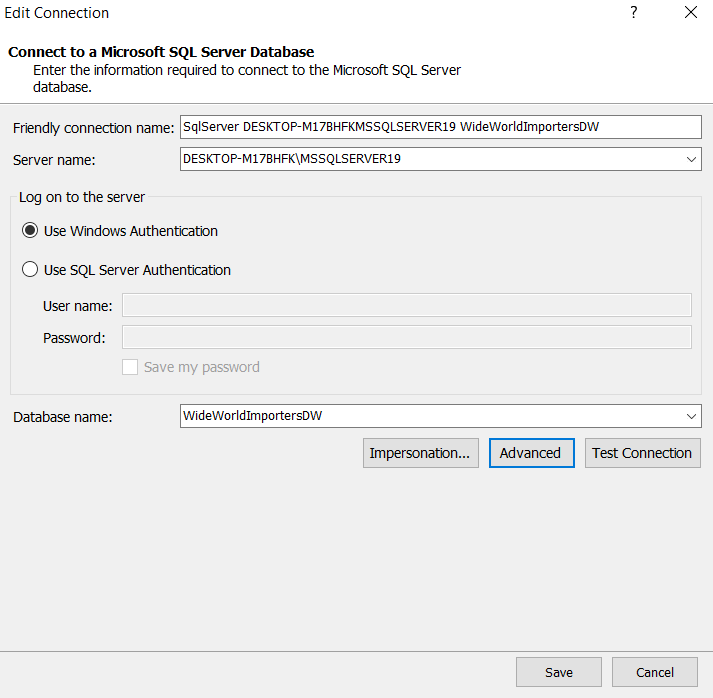 Edit Connection
?
Connect to a Microsoft SQL Server Database
Enter the information required to connect to the Microsoft SQL Server
database.
Friendly connection name: SqlServer DESKTOP-M17BHFKMSSQLSERVER19 WideWorldImportersDW
Server name: DESKTOP-M17BHFK\MSSQLSERVER19
Log on to the server
Use Windows Authentication
Use SQL Server Authentication
User name:
Password:
Save my password
Database name: WideWorldImportersDW
Impersonation... Advanced Test Connection
Save Cancel